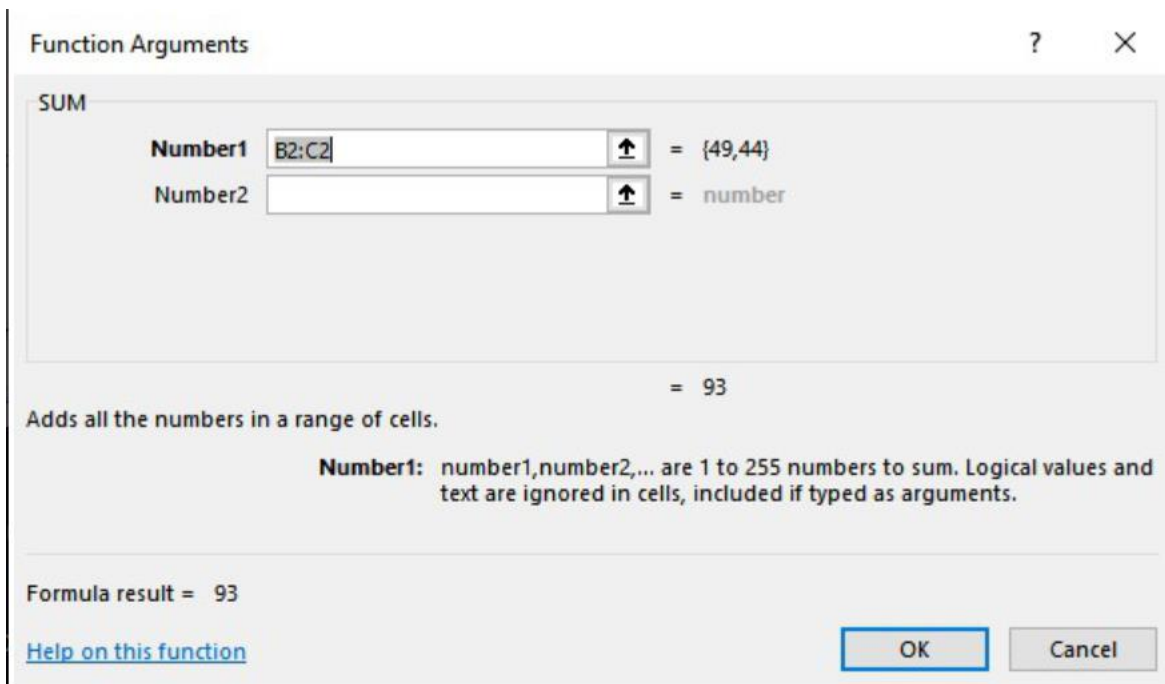 Function Arguments ? ×
SUM
Number1 B2:C2 = {49,44}
Number2 = number
= 93
Adds all the numbers in a range of cells.
Number1: number1,number2,... are 1 to 255 numbers to sum. Logical values and
text are ignored in cells, included if typed as arguments.
Formula result = 93
Help on this function OK Cancel